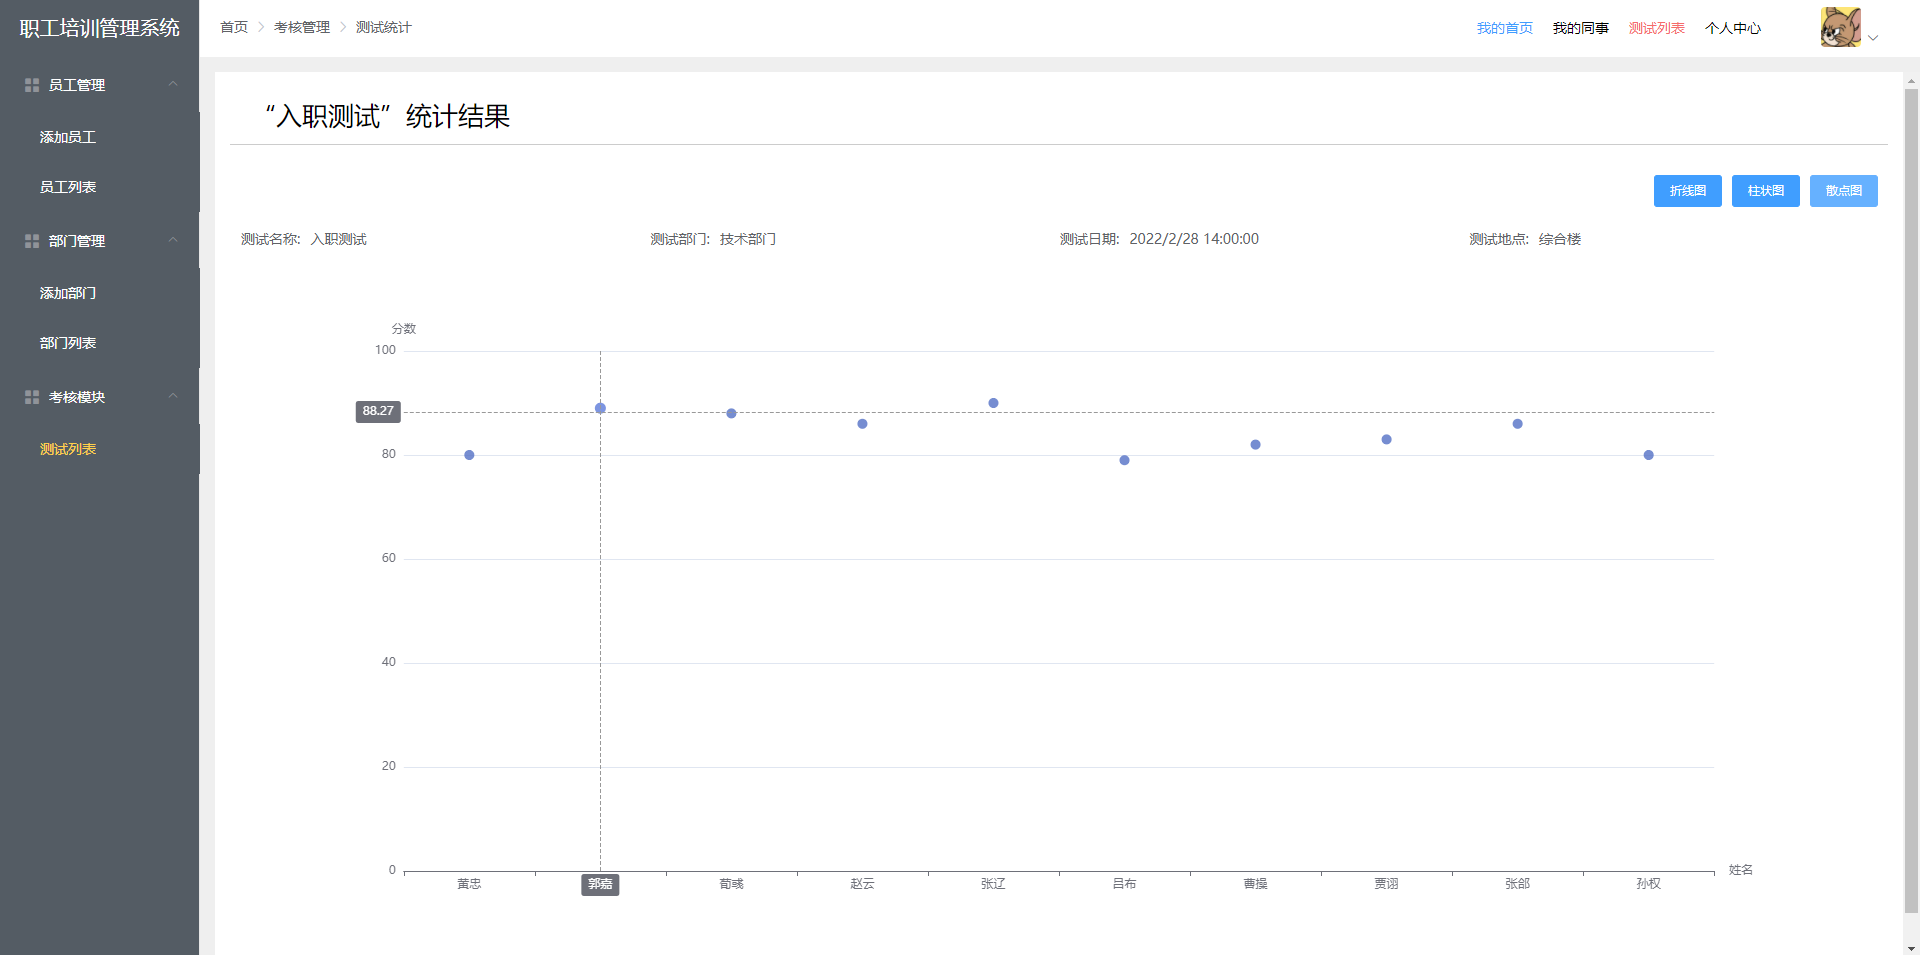 职工培训管理系统
首页 > 考核管理 > 测试统计
我的首页 我的同事 测试列表 个人中心
员工管理
添加员工
员工列表
部门管理
添加部门
部门列表
考核模块
测试列表
“入职测试”统计结果
折线图 柱状图 散点图
测试名称: 入职测试 测试部门: 技术部门 测试日期: 2022/2/28 14:00:00 测试地点: 综合楼
分数
100
88.27
80
60
40
20
0
黄忠 郭嘉 荀彧 赵云 张辽 吕布 曹操 贾诩 张郃 孙权
姓名